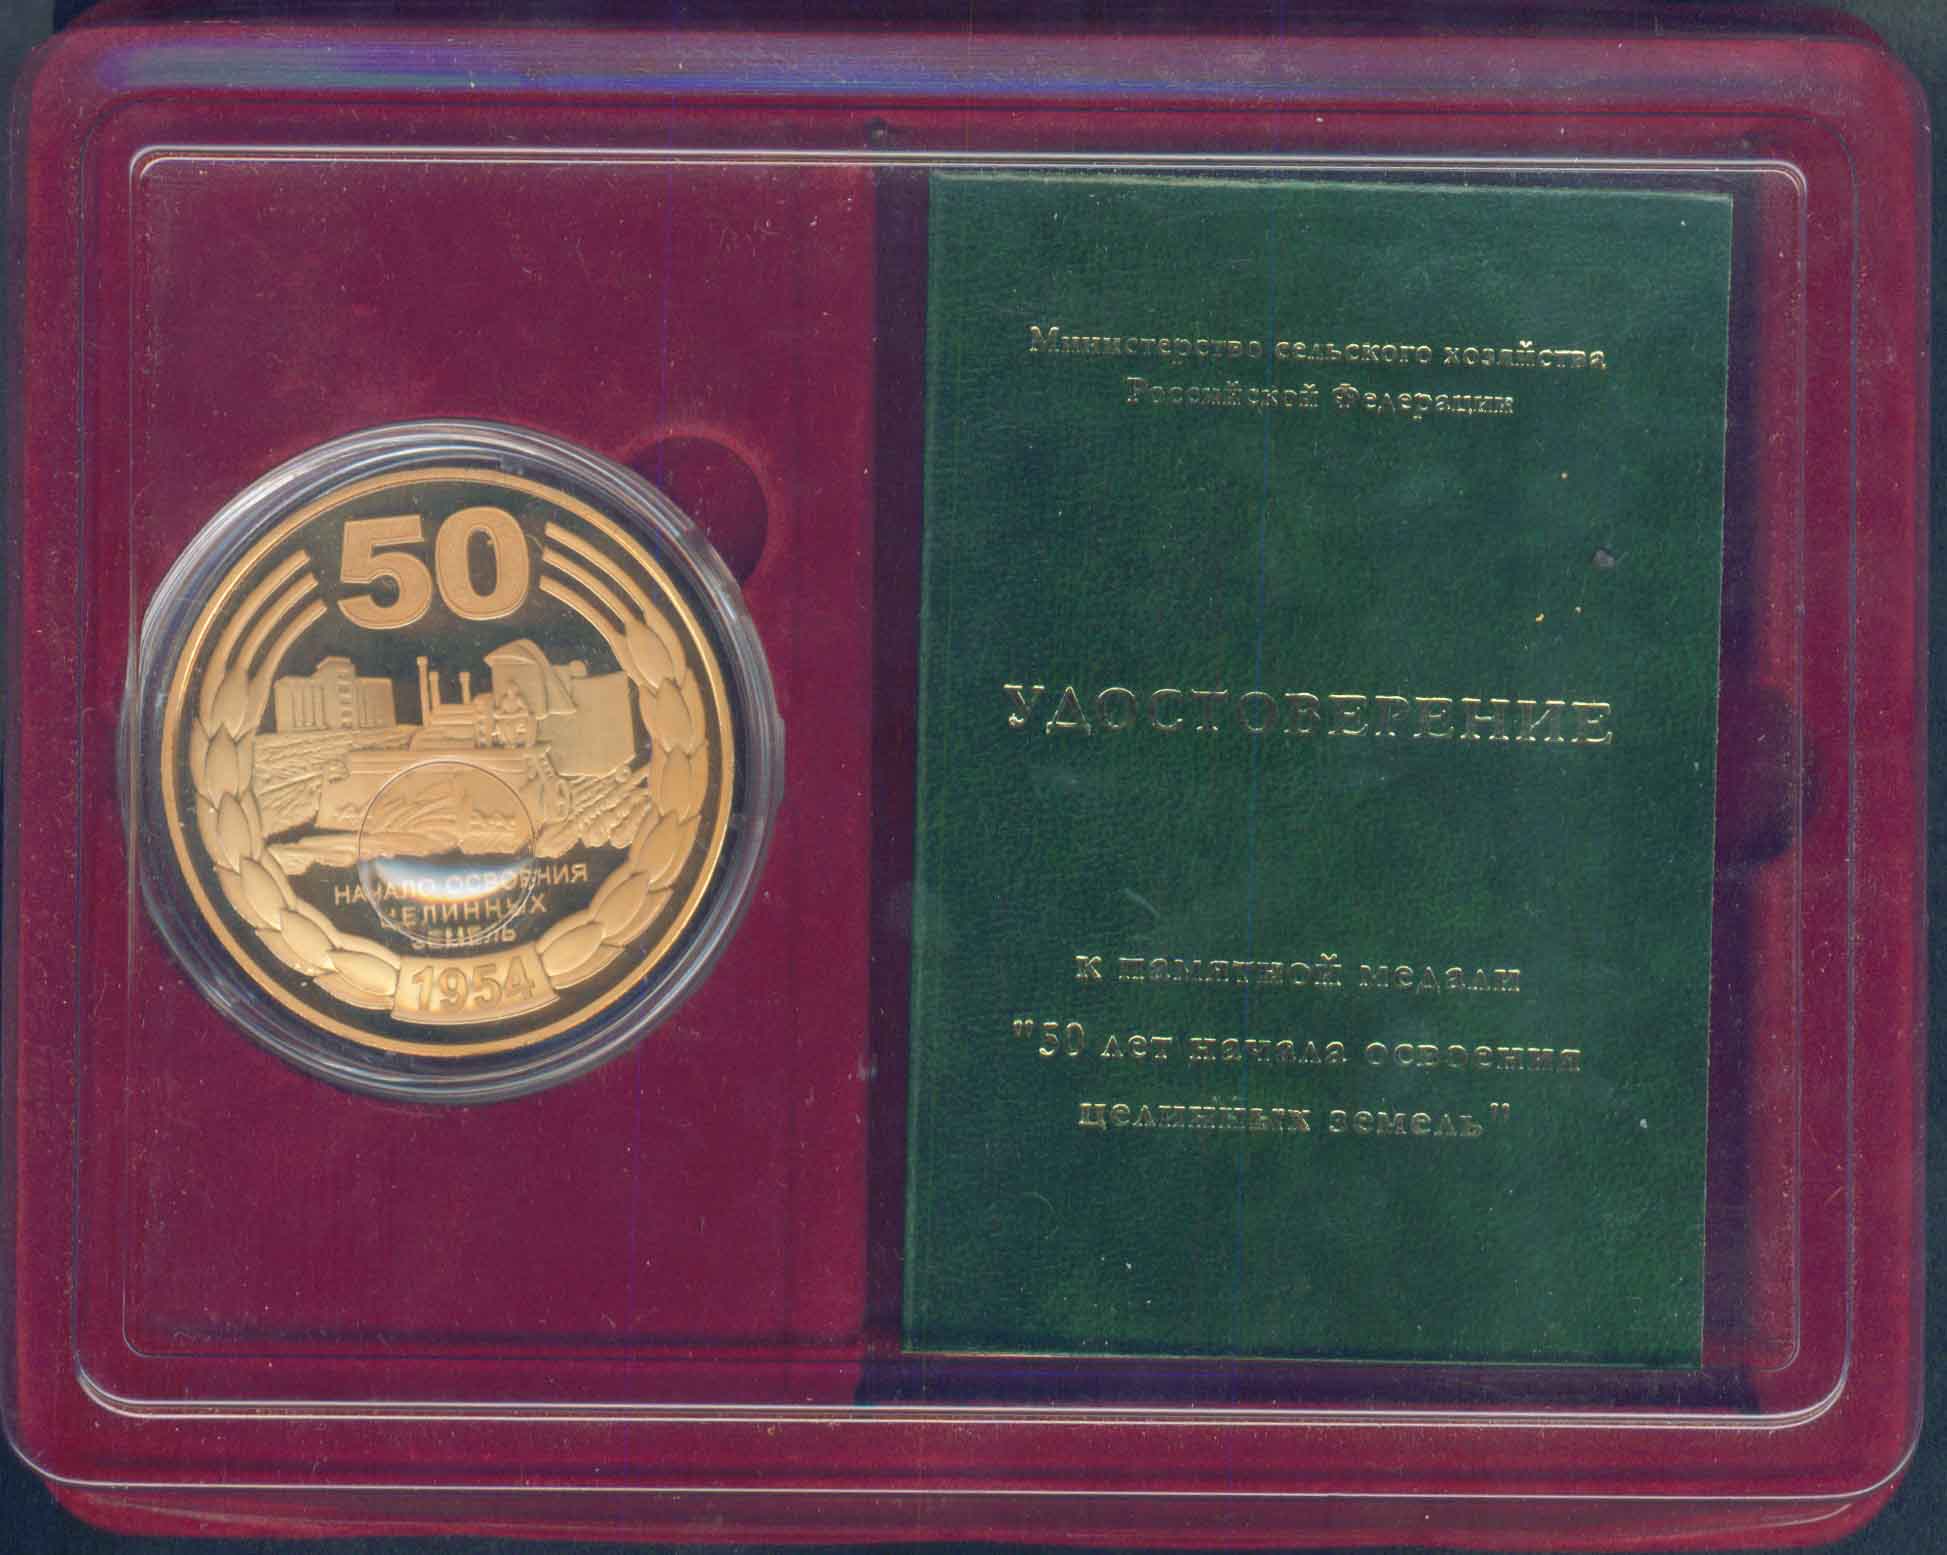 50
НАЧАЛО ОСВОЕНИЯ
ЦЕЛИННЫХ
ЗЕМЕЛЬ
1954
Министерство сельского хозяйства
Российской Федерации
УДОСТОВЕРЕНИЕ
к памятной медали
"50 лет начала освоения
целинных земель"